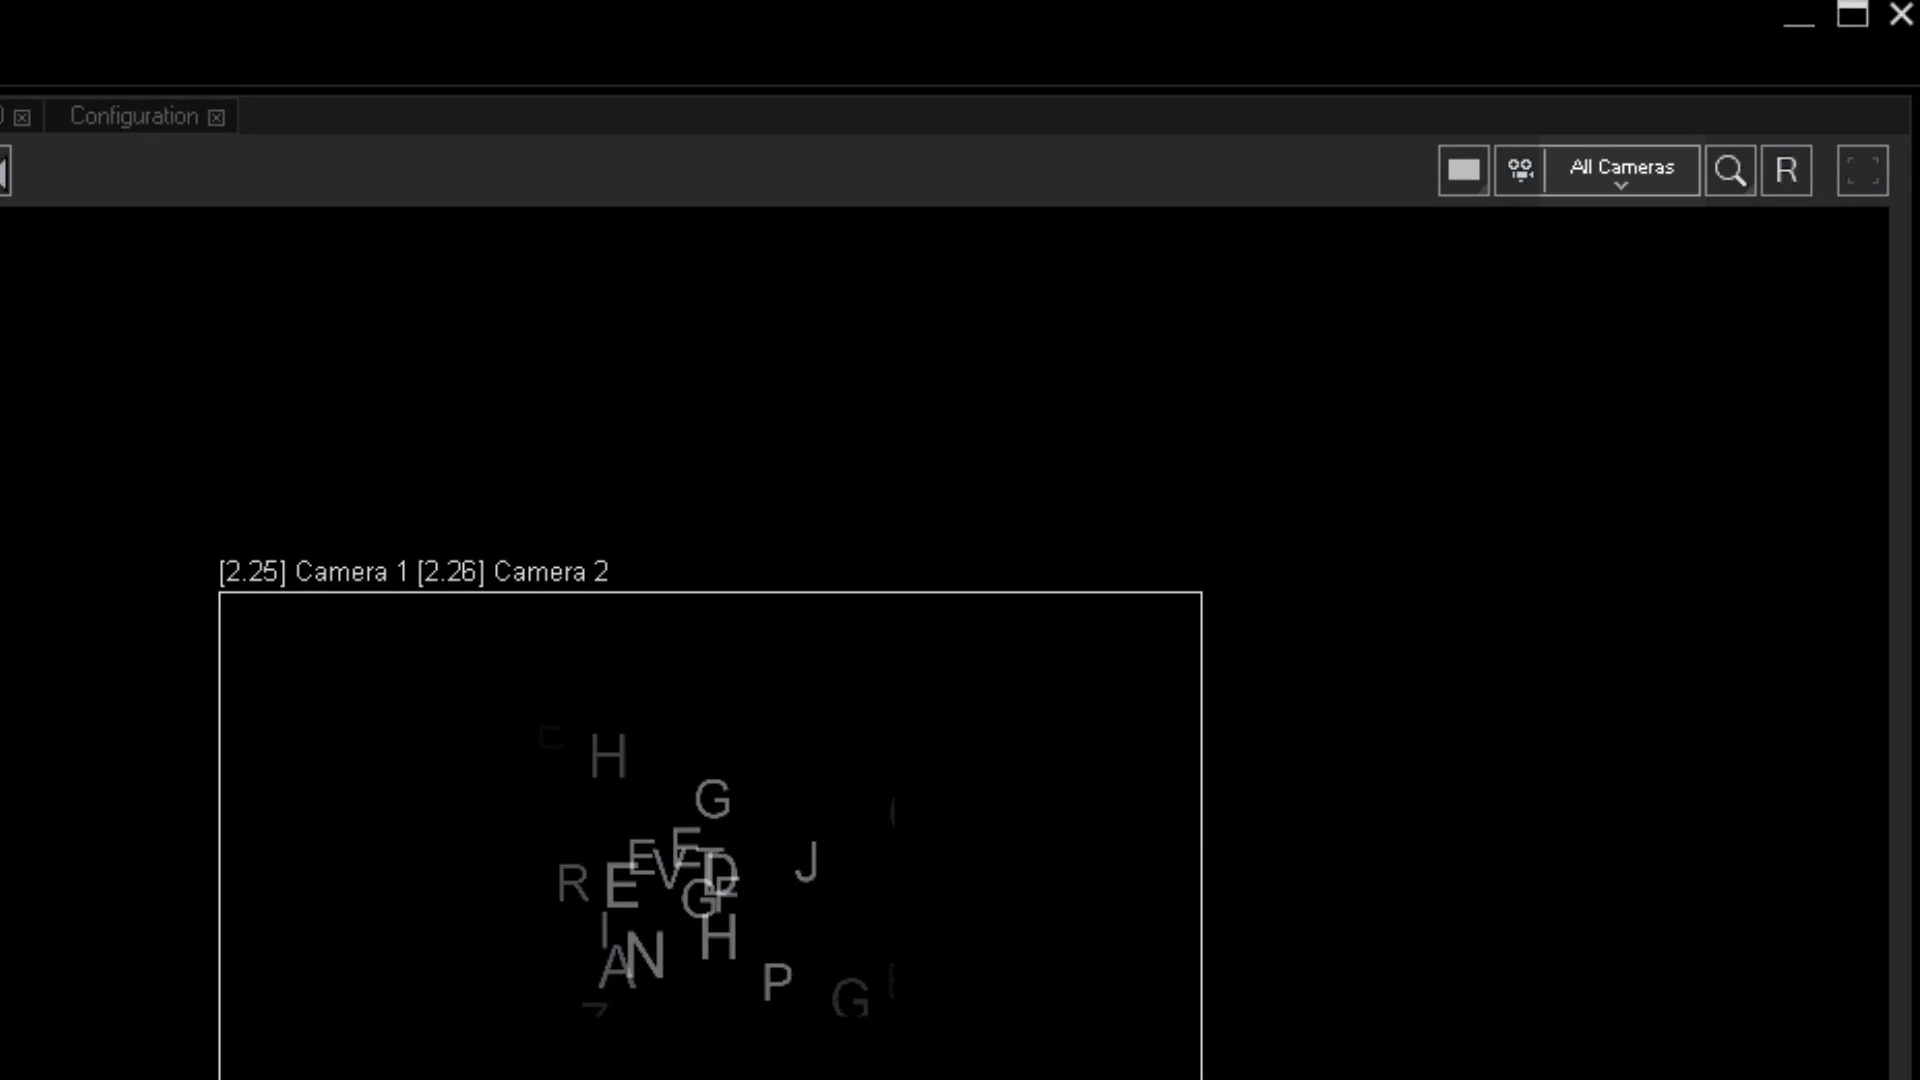 Configuration
All Cameras R
[2.25] Camera 1 [2.26] Camera 2
H
G
E V E T D J
R E G F
I
A N H
P G